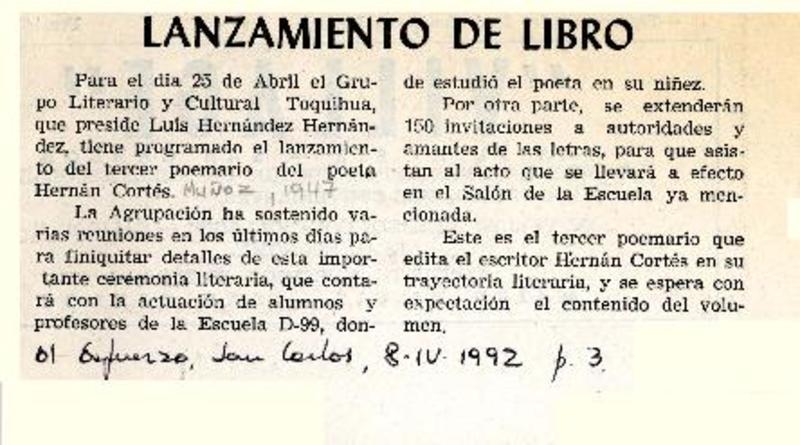 LANZAMIENTO DE LIBRO
Para el día 25 de Abril el Gru-
po Literario y Cultural Toquihua,
que preside Luis Hernández Hernán-
dez, tiene programado el lanzamien-
to del tercer poemario del poeta
Hernán Cortés. Muñoz, 1947
La Agrupación ha sostenido va-
rias reuniones en los últimos días pa-
ra finiquitar detalles de esta impor-
tante ceremonia literaria, que conta-
rá con la actuación de alumnos y
profesores de la Escuela D-99, don-
de estudió el poeta en su niñez.
Por otra parte, se extenderán
150 invitaciones a autoridades y
amantes de las letras, para que asis-
tan al acto que se llevará a efecto
en el Salón de la Escuela ya men-
cionada.
Este es el tercer poemario que
edita el escritor Hernán Cortés en su
trayectoria literaria, y se espera con
expectación el contenido del volu-
men.
El Esfuerzo, San Carlos, 8-IV-1992 p. 3.